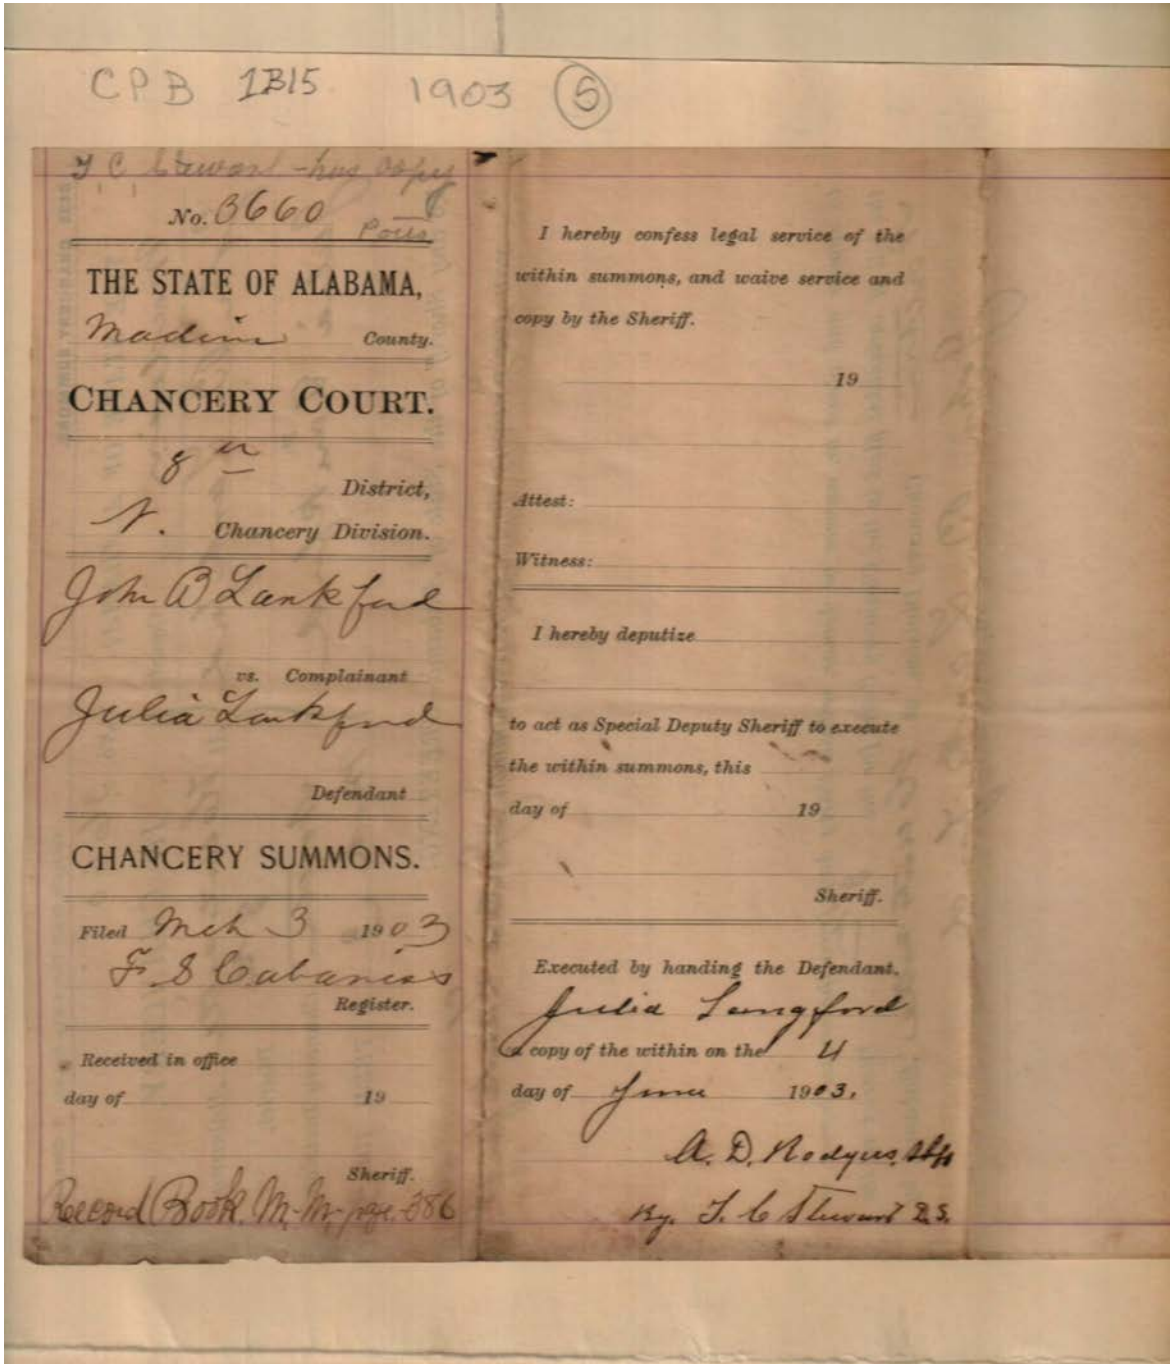 CPB 1B15 1903 5
T C Stewart - has copy
No. 3660
THE STATE OF ALABAMA,
Madison County.
CHANCERY COURT.
8th
District,
N. Chancery Division.
John B Lankford
vs. Complainant
Julia Lankford
Defendant
CHANCERY SUMMONS.
Filed Mch 3 1903
F. S Cabaniss
Register.
Received in office
day of 19
Sheriff.
Record Book. M.M. page - 386
I hereby confess legal service of the
within summons, and waive service and
copy by the Sheriff.
19
Attest:
Witness:
I hereby deputize
to act as Special Deputy Sheriff to execute
the within summons, this
day of 19
Sheriff.
Executed by handing the Defendant,
Julia Langford
a copy of the within on the 4
day of June 1903.
A. D. Rodgers, Shff
By. T. C Stewart D.S.